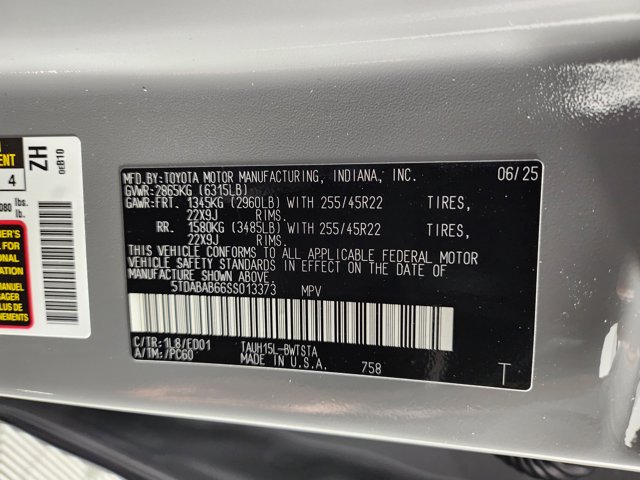 MFD.BY:TOYOTA MOTOR MANUFACTURING, INDIANA, INC. 06/25
GVWR:2865KG (6315LB)
GAWR:FRT. 1345KG (2960LB) WITH 255/45R22 TIRES,
22X9J RIMS.
RR. 1580KG (3485LB) WITH 255/45R22 TIRES,
22X9J RIMS.
THIS VEHICLE CONFORMS TO ALL APPLICABLE FEDERAL MOTOR
VEHICLE SAFETY STANDARDS IN EFFECT ON THE DATE OF
MANUFACTURE SHOWN ABOVE
5TDABAB66SS013373 MPV
C/TR:1L8/ED01 TAUH15L-BWTSTA
A/TM:/PC60 MADE IN U.S.A. 758 T
ZH
0EB10
4
lbs.